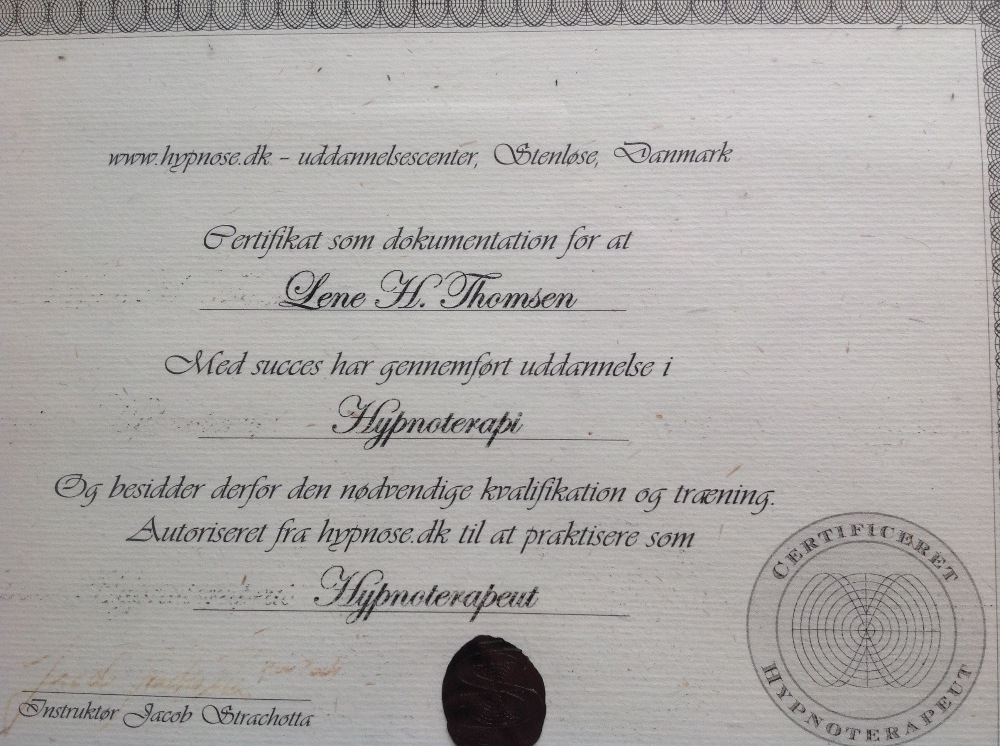 www.hypnose.dk - uddannelsescenter, Stenløse, Danmark
Certifikat som dokumentation for at
Lene H. Thomsen
Med succes har gennemført uddannelse i
Hypnoterapi
Og besidder derfor den nødvendige kvalifikation og træning.
Autoriseret fra hypnose.dk til at praktisere som
Hypnoterapeut
Instruktør Jacob Strachotta
CERTIFICERET
HYPNOTERAPEUT